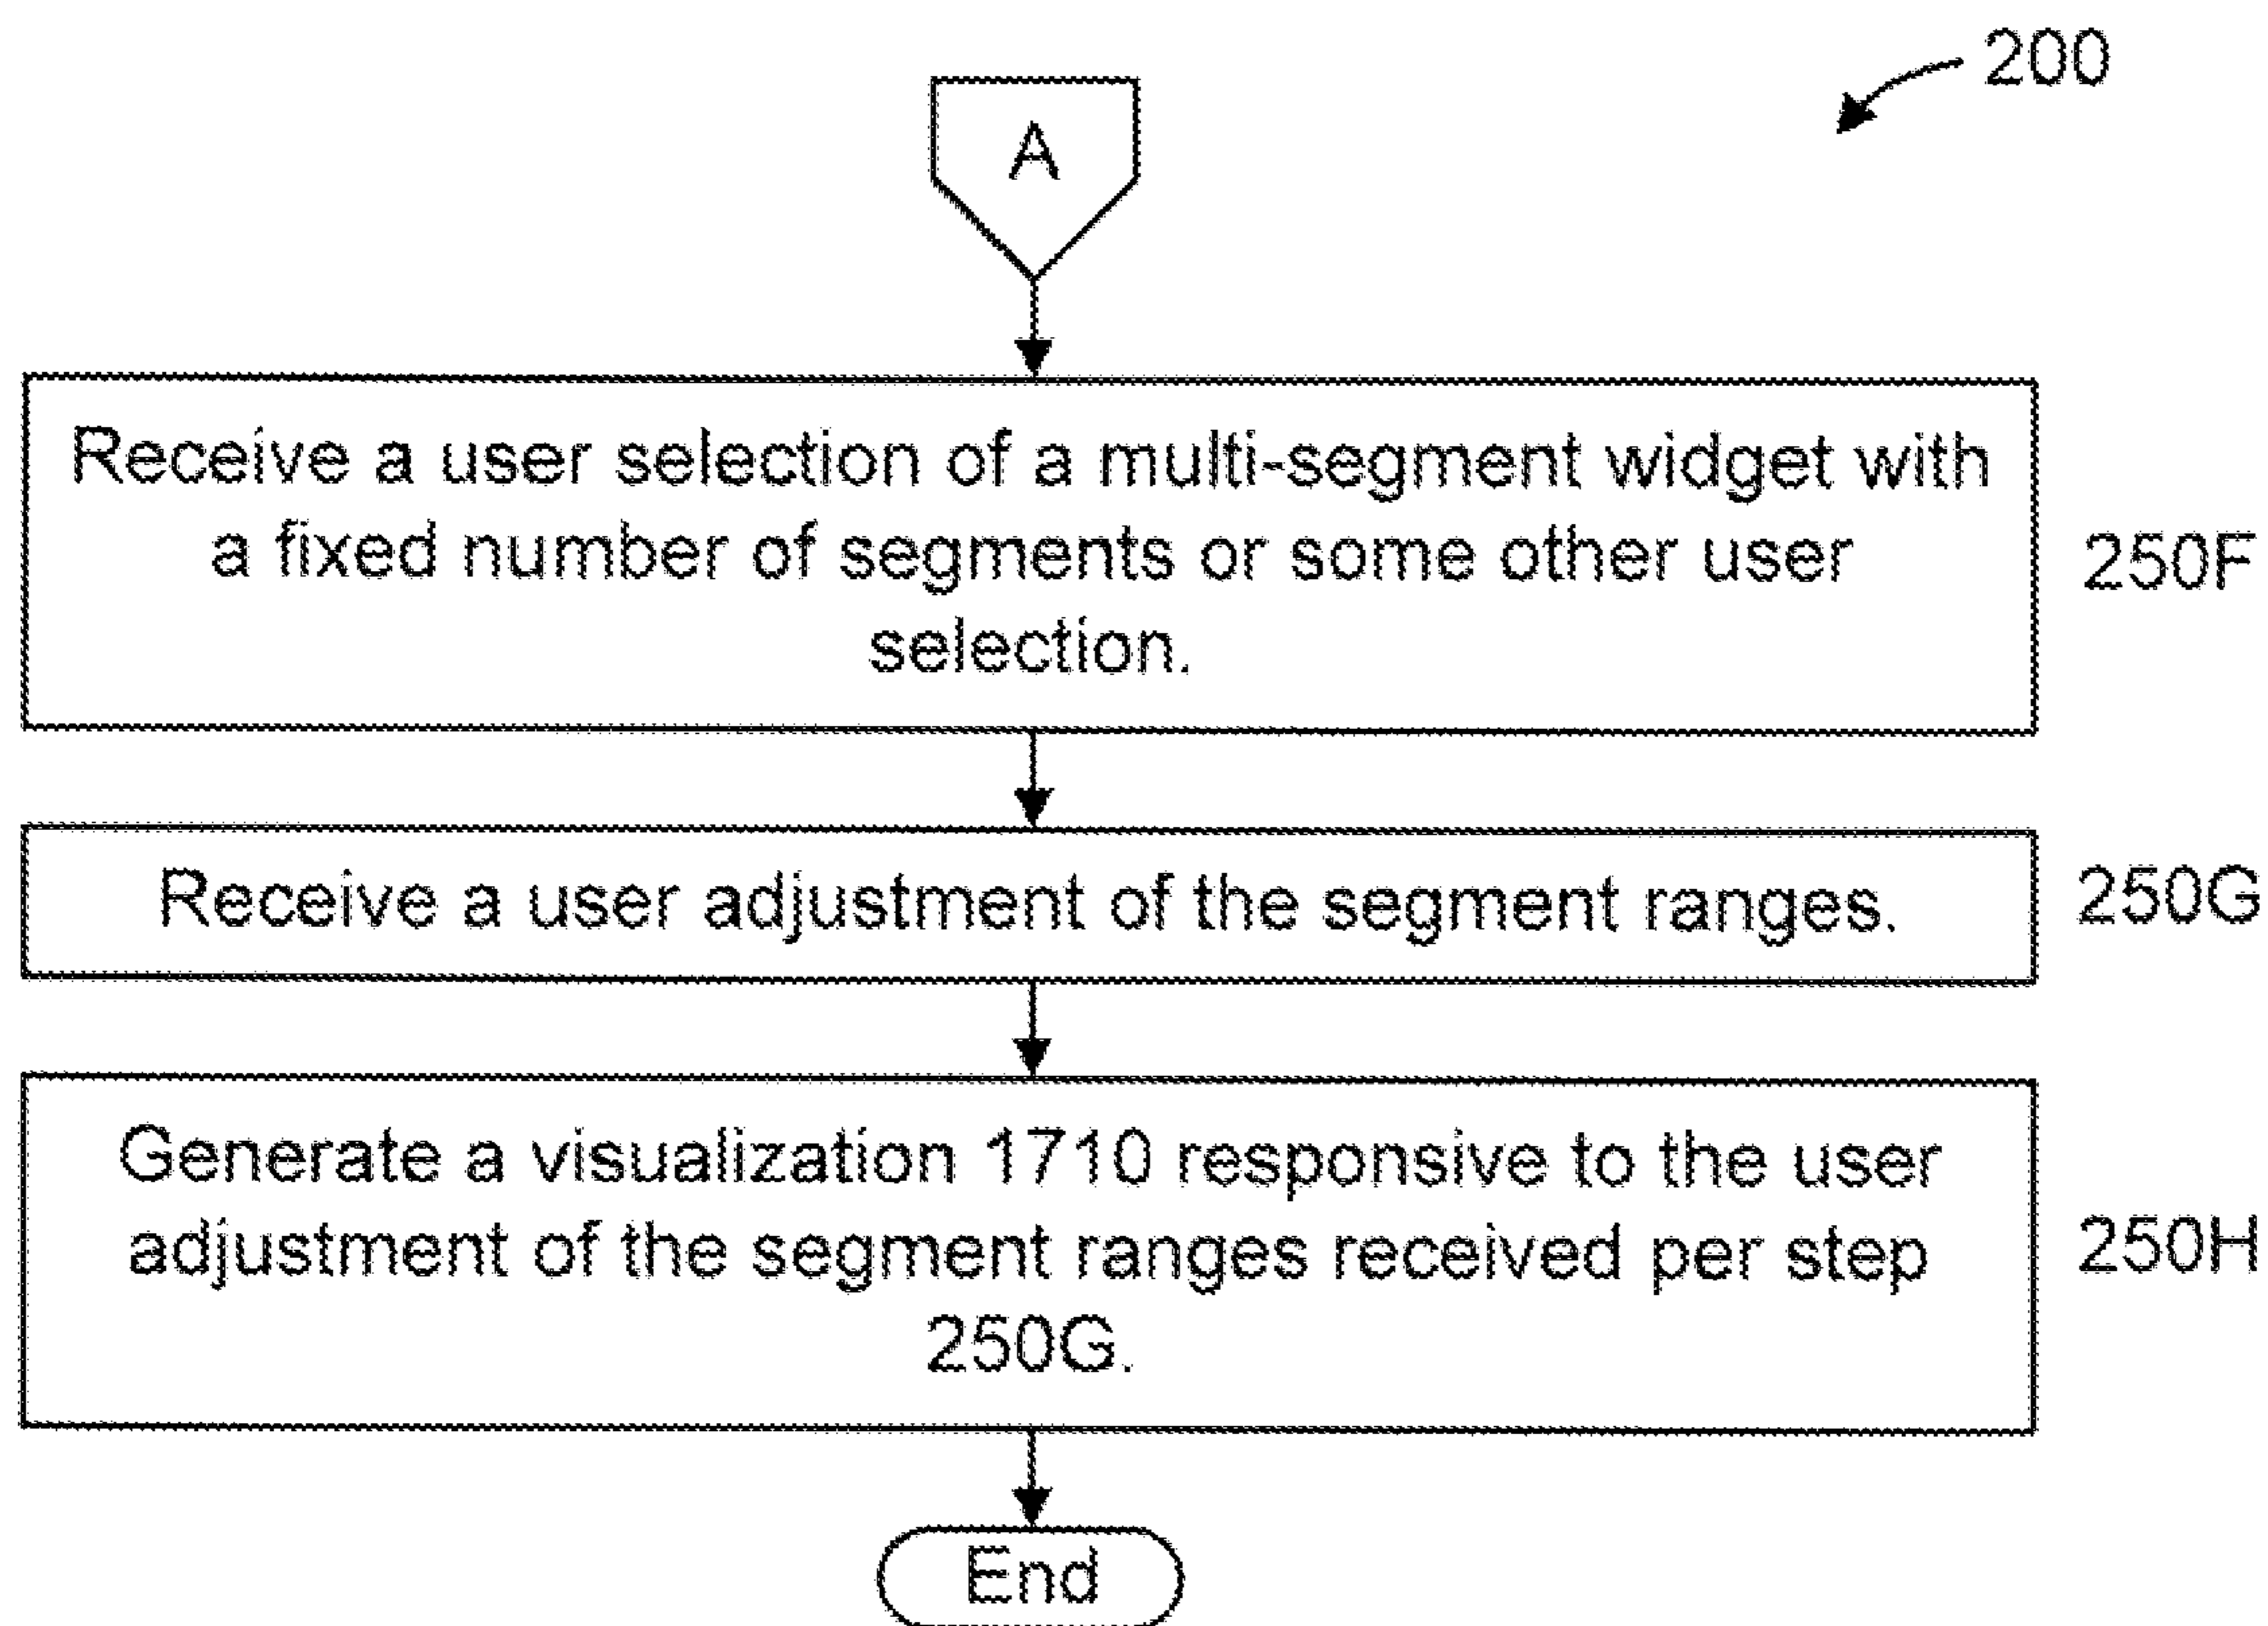 200
A
Receive a user selection of a multi-segment widget with
a fixed number of segments or some other user
selection.
250F
Receive a user adjustment of the segment ranges.
250G
Generate a visualization 1710 responsive to the user
adjustment of the segment ranges received per step
250G.
250H
End